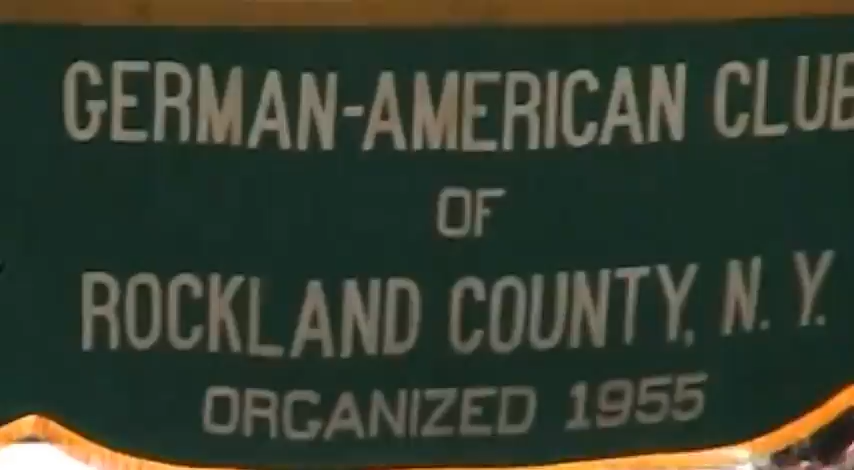 GERMAN-AMERICAN CLUB
OF
ROCKLAND COUNTY, N. Y.
ORGANIZED 1955